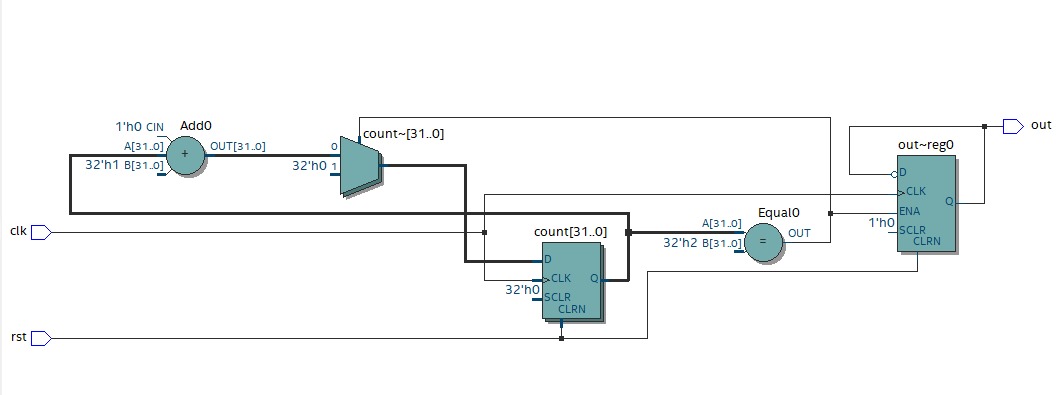 1'h0 CIN
Add0
A[31..0]
OUT[31..0]
32'h1 B[31..0]
+
count~[31..0]
0
32'h0 1
out
out~reg0
D
CLK
ENA
Q
1'h0
SCLR
CLRN
clk
count[31..0]
D
CLK
Q
32'h0
SCLR
CLRN
Equal0
A[31..0]
OUT
32'h2 B[31..0]
=
rst